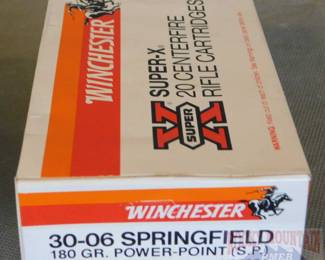 WINCHESTER
SUPER-X
20 CENTERFIRE
RIFLE CARTRIDGES
X SUPER X
WINCHESTER
30-06 SPRINGFIELD
180 GR. POWER-POINT (S.P.)